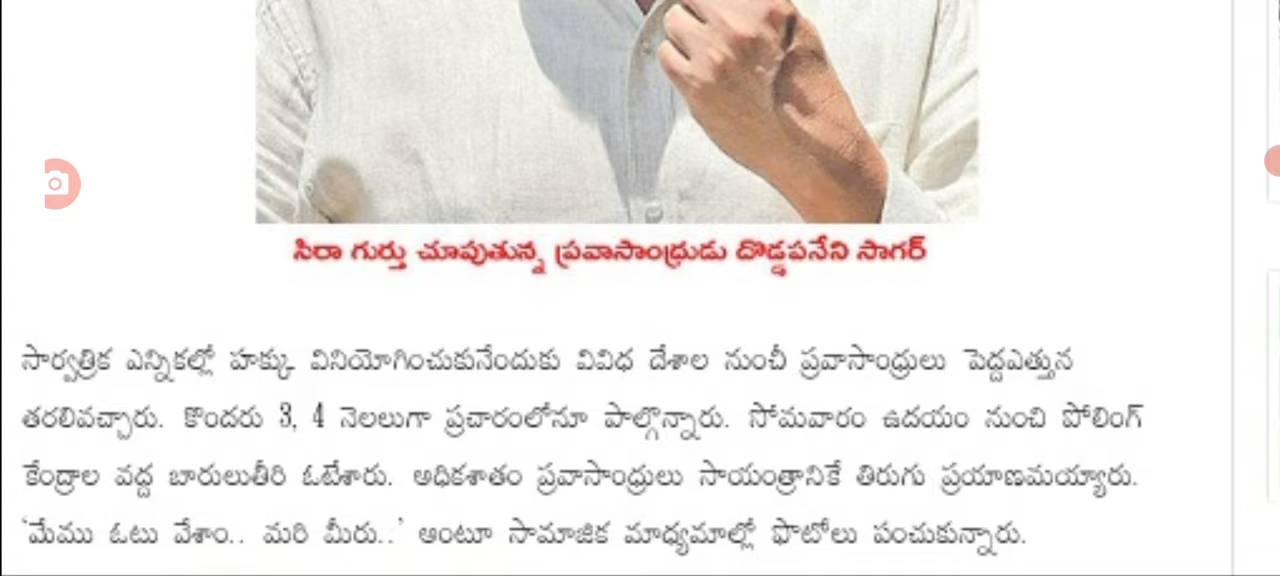 సిరా గుర్తు చూపుతున్న ప్రవాసాంధ్రుడు దొడ్డపనేని సాగర్
సార్వత్రిక ఎన్నికల్లో హక్కు వినియోగించుకునేందుకు వివిధ దేశాల నుంచీ ప్రవాసాంధ్రులు పెద్దఎత్తున
తరలివచ్చారు. కొందరు 3, 4 నెలలుగా ప్రచారంలోనూ పాల్గొన్నారు. సోమవారం ఉదయం నుంచి పోలింగ్
కేంద్రాల వద్ద బారులుతీరి ఓటేశారు. అధికశాతం ప్రవాసాంధ్రులు సాయంత్రానికే తిరుగు ప్రయాణమయ్యారు.
‘మేము ఓటు వేశాం.. మరి మీరు..’ అంటూ సామాజిక మాధ్యమాల్లో ఫొటోలు పంచుకున్నారు.